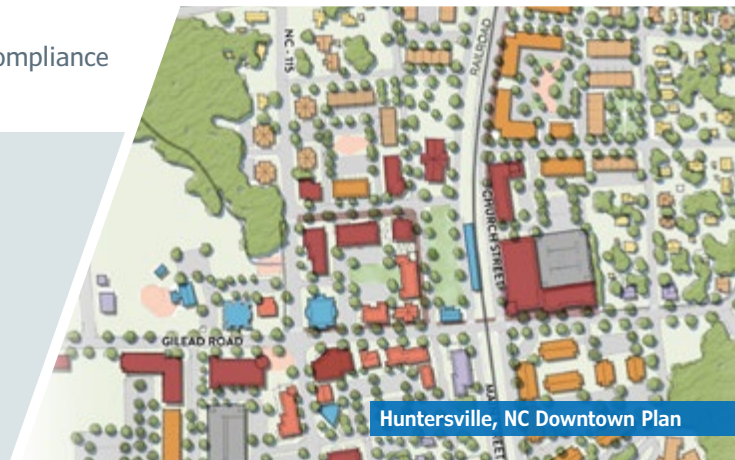 ompliance
NC - 115
RAILROAD
CHURCH STREET
GILEAD ROAD
Huntersville, NC Downtown Plan